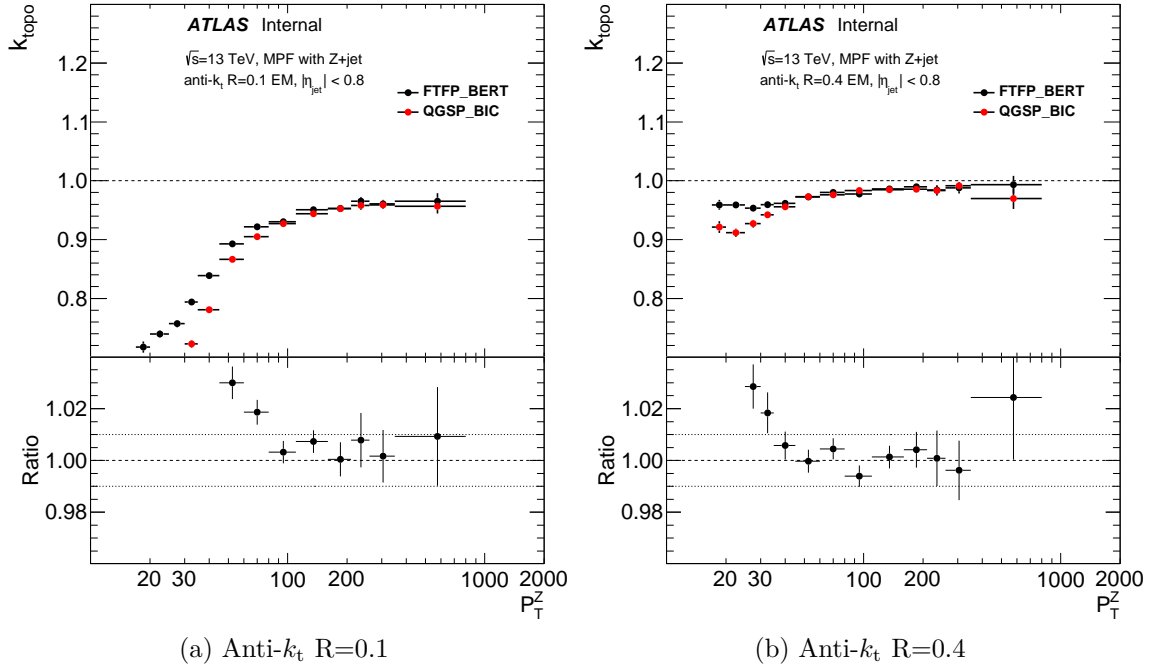 k_topo
ATLAS Internal
√s=13 TeV, MPF with Z+jet
anti-k_t R=0.1 EM, |η_jet| < 0.8
FTFP_BERT
QGSP_BIC
1.2
1.1
1.0
0.9
0.8
Ratio
1.02
1.00
0.98
20 30 100 200 1000 2000
P_T^Z
(a) Anti-k_t R=0.1
k_topo
ATLAS Internal
√s=13 TeV, MPF with Z+jet
anti-k_t R=0.4 EM, |η_jet| < 0.8
FTFP_BERT
QGSP_BIC
1.2
1.1
1.0
0.9
0.8
Ratio
1.02
1.00
0.98
20 30 100 200 1000 2000
P_T^Z
(b) Anti-k_t R=0.4